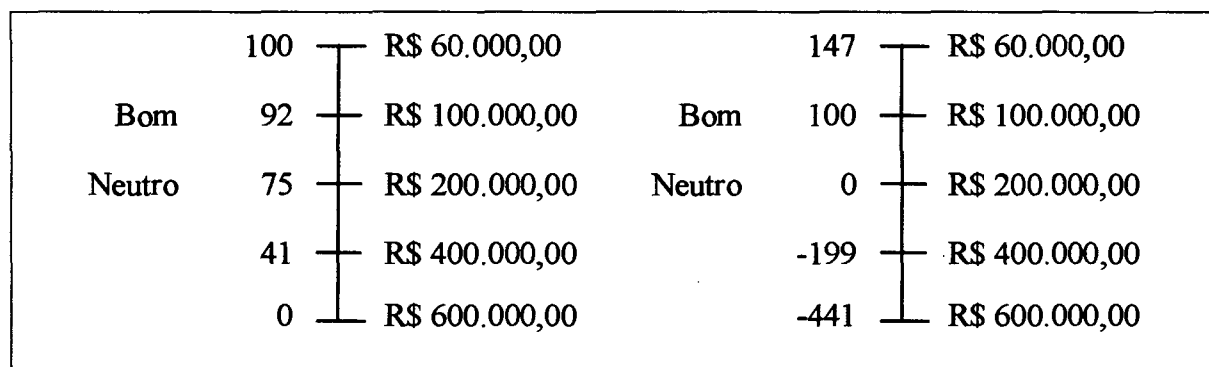 100 R$ 60.000,00 147 R$ 60.000,00
Bom 92 R$ 100.000,00 Bom 100 R$ 100.000,00
Neutro 75 R$ 200.000,00 Neutro 0 R$ 200.000,00
41 R$ 400.000,00 -199 R$ 400.000,00
0 R$ 600.000,00 -441 R$ 600.000,00